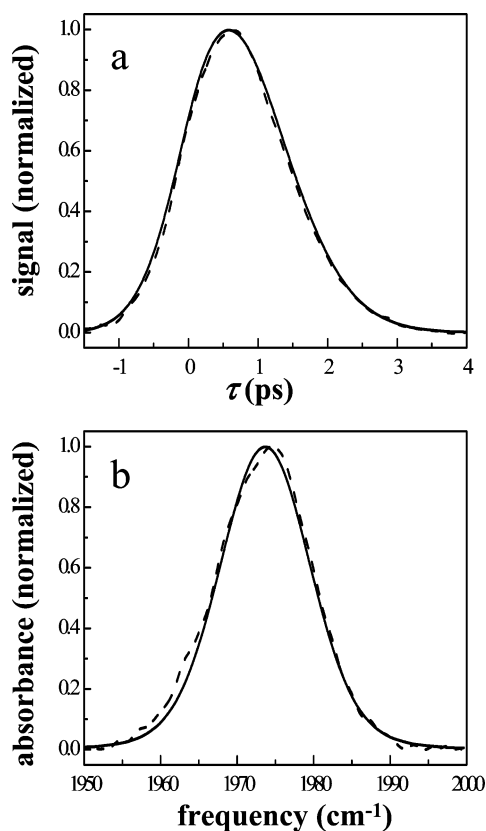 a
signal (normalized)
1.0
0.8
0.6
0.4
0.2
0.0
-1 0 1 2 3 4
τ (ps)
b
absorbance (normalized)
1.0
0.8
0.6
0.4
0.2
0.0
1950 1960 1970 1980 1990 2000
frequency (cm⁻¹)